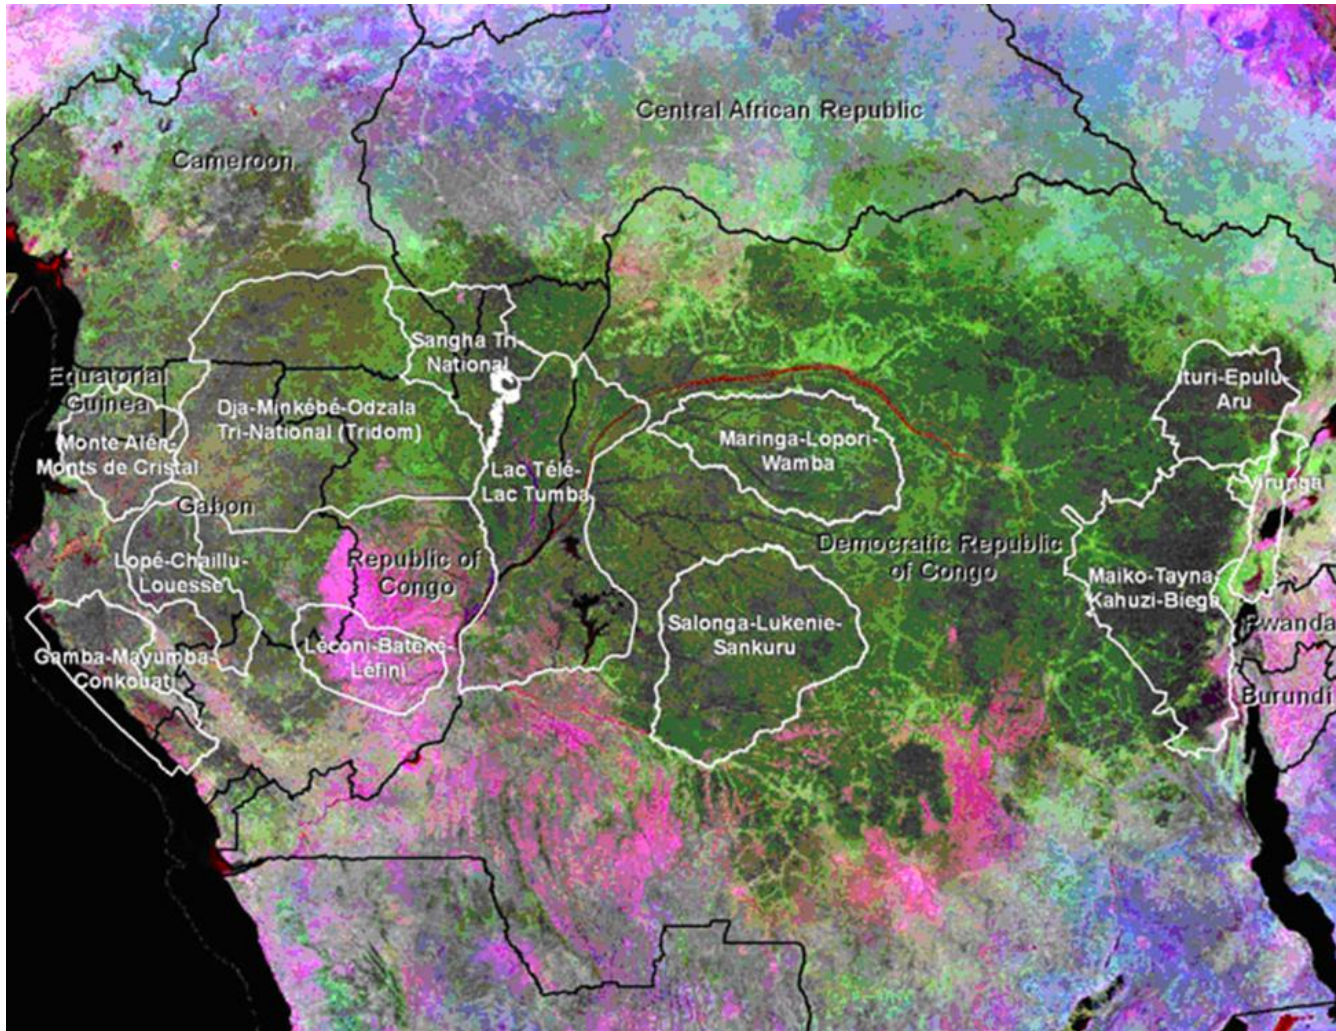 Central African Republic
Cameroon
Sangha Tri-
National
Equatorial
Guinea
Dja-Minkébé-Odzala
Tri-National (Tridom)
Monte Alén-
Monts de Cristal
Gabon
Lac Télé-
Lac Tumba
Maringa-Lopori-
Wamba
Ituri-Epulu-
Aru
Virunga
Lopé-Chaillu-
Louesse
Republic of
Congo
Democratic Republic
of Congo
Maiko-Tayna-
Kahuzi-Biega
Gamba-Mayumba-
Conkouati
Léconi-Batéké-
Léfini
Salonga-Lukenie-
Sankuru
Rwanda
Burundi